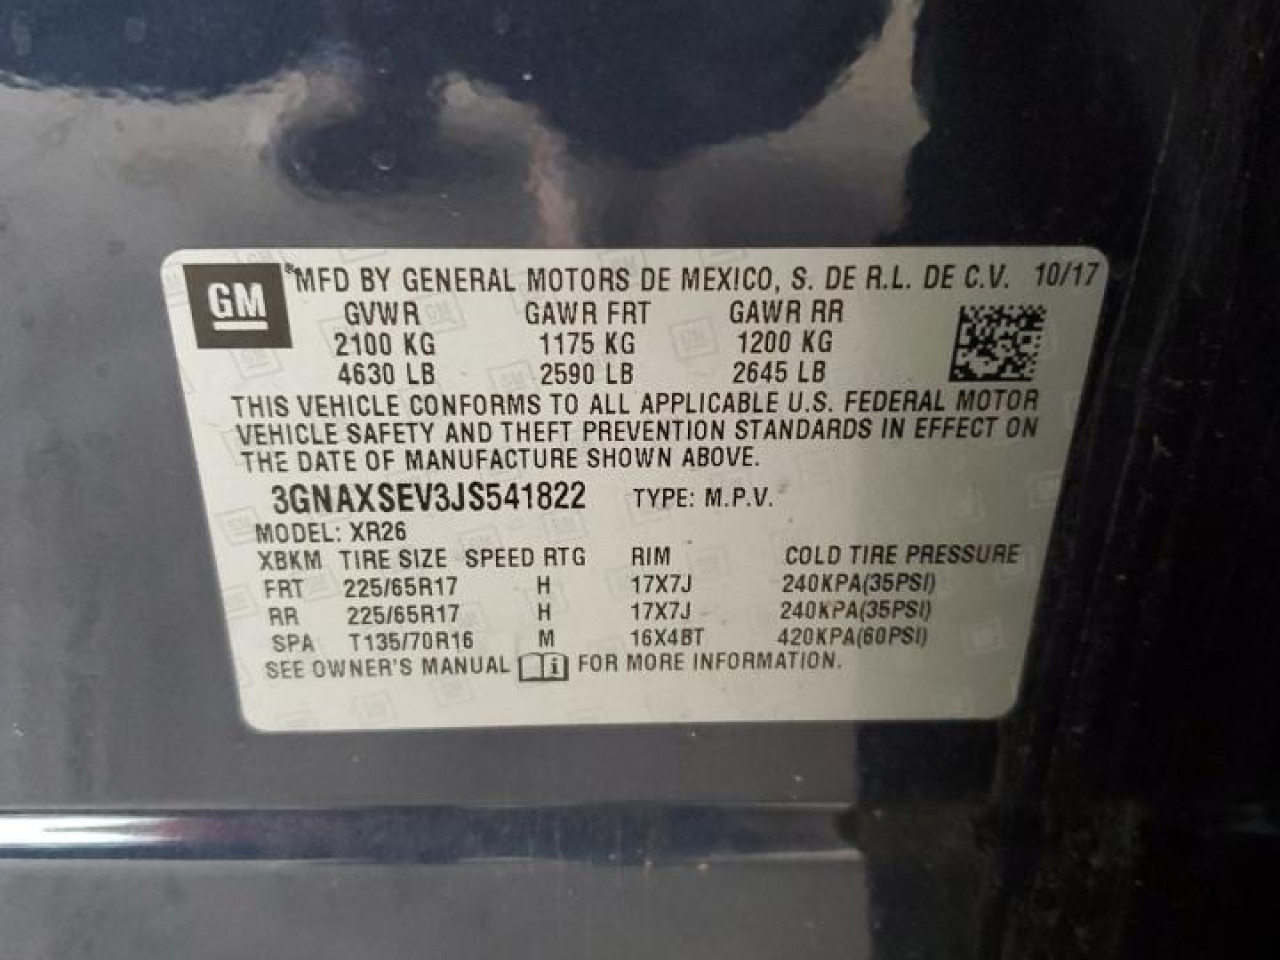 GM ®MFD BY GENERAL MOTORS DE MEXICO, S. DE R.L. DE C.V. 10/17
GVWR GAWR FRT GAWR RR
2100 KG 1175 KG 1200 KG
4630 LB 2590 LB 2645 LB
THIS VEHICLE CONFORMS TO ALL APPLICABLE U.S. FEDERAL MOTOR
VEHICLE SAFETY AND THEFT PREVENTION STANDARDS IN EFFECT ON
THE DATE OF MANUFACTURE SHOWN ABOVE.
3GNAXSEV3JS541822 TYPE: M.P.V.
MODEL: XR26
XBKM TIRE SIZE SPEED RTG RIM COLD TIRE PRESSURE
FRT 225/65R17 H 17X7J 240KPA(35PSI)
RR 225/65R17 H 17X7J 240KPA(35PSI)
SPA T135/70R16 M 16X4BT 420KPA(60PSI)
SEE OWNER'S MANUAL i FOR MORE INFORMATION.